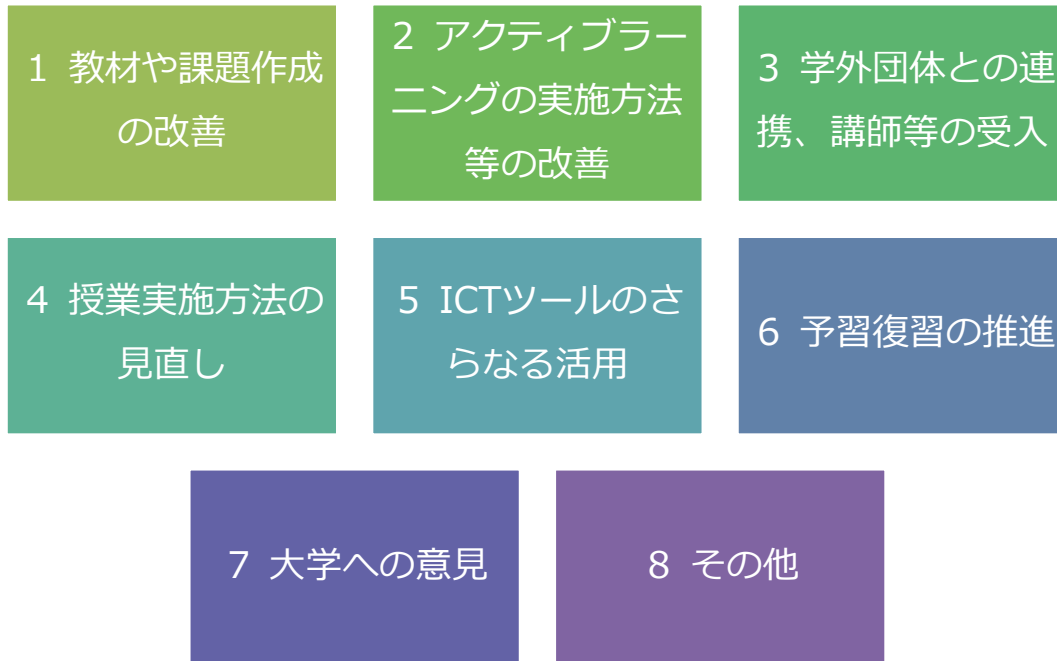 1 教材や課題作成
の改善
2 アクティブラー
ニングの実施方法
等の改善
3 学外団体との連
携、講師等の受入
4 授業実施方法の
見直し
5 ICTツールのさ
らなる活用
6 予習復習の推進
7 大学への意見
8 その他